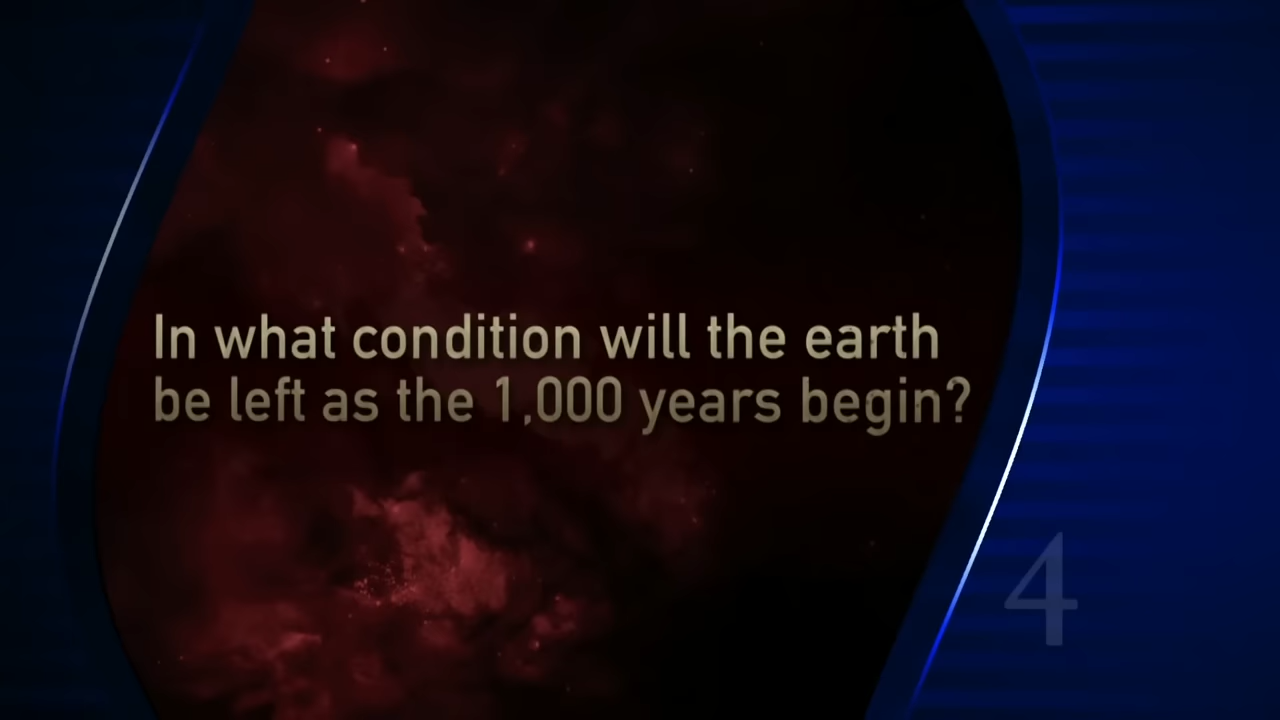 In what condition will the earth
be left as the 1,000 years begin?
4